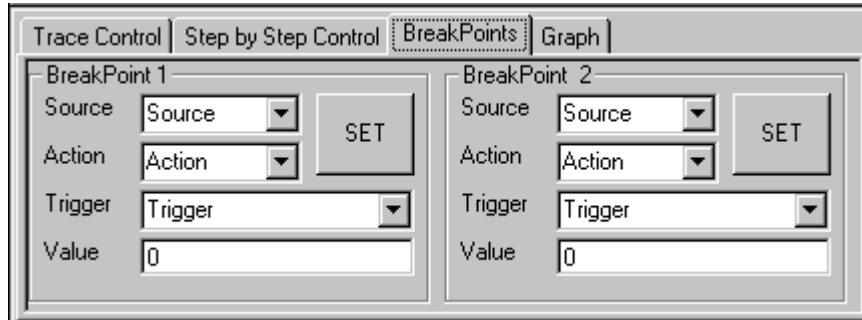 Trace Control Step by Step Control BreakPoints Graph
BreakPoint 1
Source Source SET
Action Action
Trigger Trigger
Value 0
BreakPoint 2
Source Source SET
Action Action
Trigger Trigger
Value 0